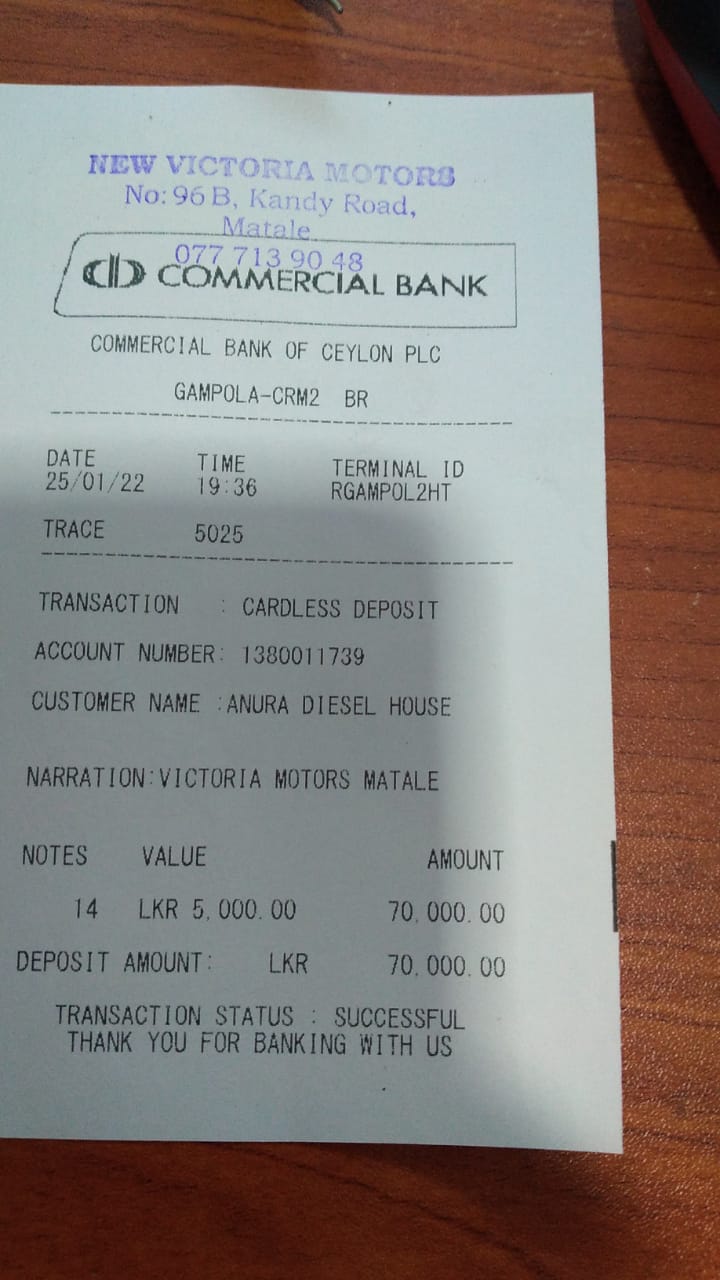 NEW VICTORIA MOTORS
No: 96 B, Kandy Road,
Matale
077 713 90 48
COMMERCIAL BANK
COMMERCIAL BANK OF CEYLON PLC
GAMPOLA-CRM2 BR
DATE TIME TERMINAL ID
25/01/22 19:36 RGAMPOL2HT
TRACE 5025
TRANSACTION : CARDLESS DEPOSIT
ACCOUNT NUMBER: 1380011739
CUSTOMER NAME :ANURA DIESEL HOUSE
NARRATION:VICTORIA MOTORS MATALE
NOTES VALUE AMOUNT
14 LKR 5,000.00 70,000.00
DEPOSIT AMOUNT: LKR 70,000.00
TRANSACTION STATUS : SUCCESSFUL
THANK YOU FOR BANKING WITH US